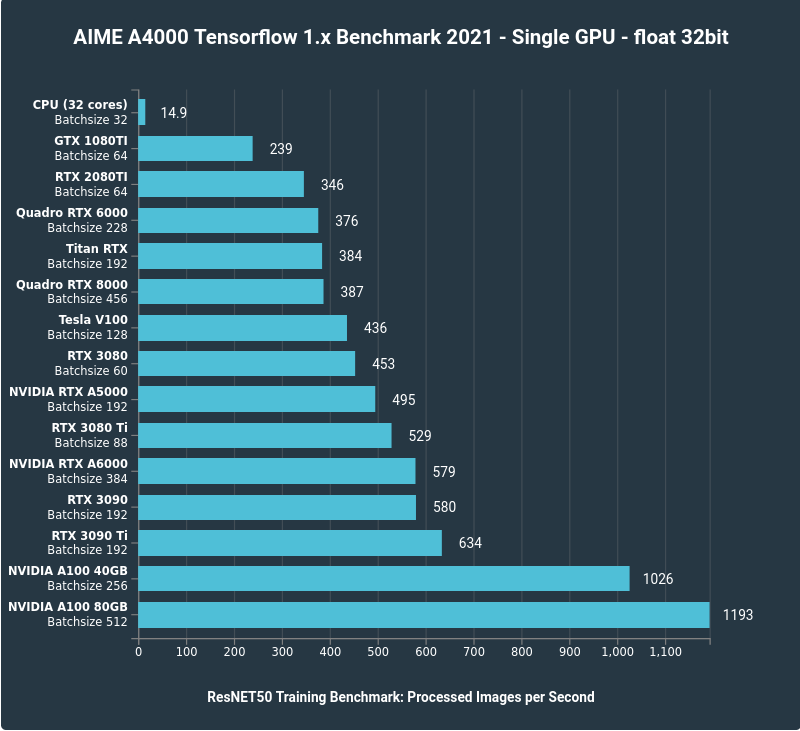 AIME A4000 Tensorflow 1.x Benchmark 2021 - Single GPU - float 32bit
CPU (32 cores)
Batchsize 32
14.9
GTX 1080TI
Batchsize 64
239
RTX 2080TI
Batchsize 64
346
Quadro RTX 6000
Batchsize 228
376
Titan RTX
Batchsize 192
384
Quadro RTX 8000
Batchsize 456
387
Tesla V100
Batchsize 128
436
RTX 3080
Batchsize 60
453
NVIDIA RTX A5000
Batchsize 192
495
RTX 3080 Ti
Batchsize 88
529
NVIDIA RTX A6000
Batchsize 384
579
RTX 3090
Batchsize 192
580
RTX 3090 Ti
Batchsize 192
634
NVIDIA A100 40GB
Batchsize 256
1026
NVIDIA A100 80GB
Batchsize 512
1193
0 100 200 300 400 500 600 700 800 900 1,000 1,100
ResNET50 Training Benchmark: Processed Images per Second